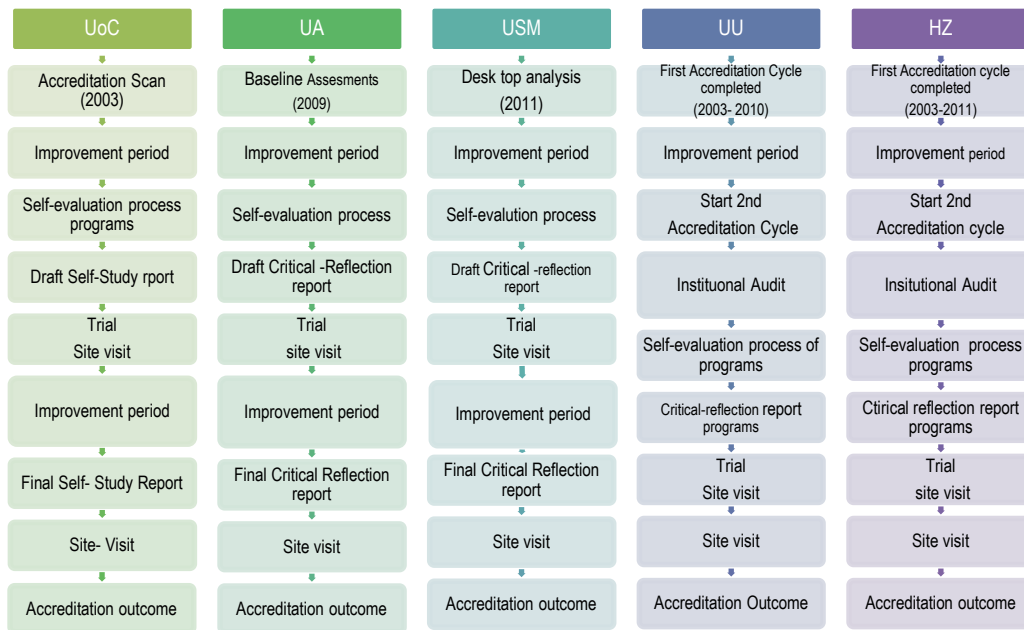 UoC
Accreditation Scan
(2003)
Improvement period
Self-evaluation process
programs
Draft Self-Study rport
Trial
Site visit
Improvement period
Final Self- Study Report
Site- Visit
Accreditation outcome
UA
Baseline Assesments
(2009)
Improvement period
Self-evaluation process
Draft Critical -Reflection
report
Trial
site visit
Improvement period
Final Critical Reflection
report
Site visit
Accreditation outcome
USM
Desk top analysis
(2011)
Improvement period
Self-evalution process
Draft Critical -reflection
report
Trial
Site visit
Improvement period
Final Critical Reflection
report
Site visit
Accreditation outcome
UU
First Accreditation Cycle
completed
(2003- 2010)
Improvement period
Start 2nd
Accreditation Cycle
Instituonal Audit
Self-evaluation process of
programs
Critical-reflection report
programs
Trial
Site visit
Site visit
Accreditation Outcome
HZ
First Accreditation cycle
completed
(2003-2011)
Improvement period
Start 2nd
Accreditation cycle
Insitutional Audit
Self-evaluation process
programs
Ctirical reflection report
programs
Trial
site visit
Site visit
Accreditation outcome